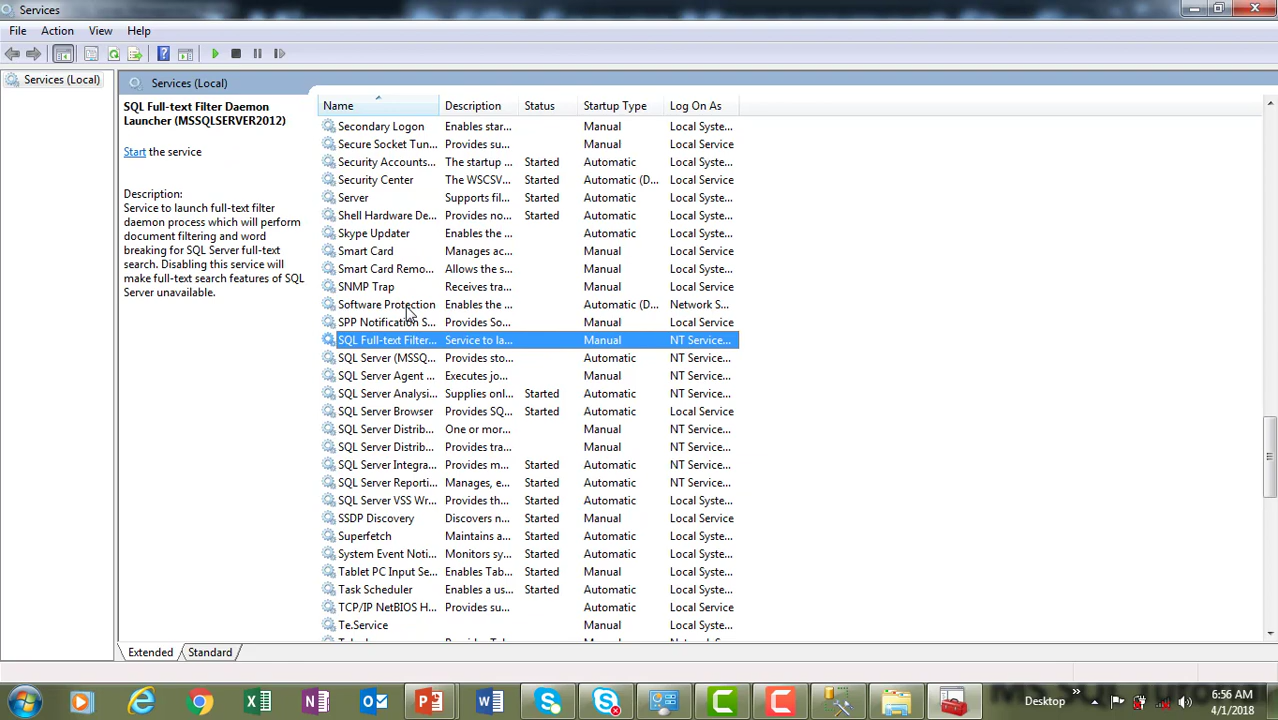 Services
File Action View Help
Services (Local)
Services (Local)
SQL Full-text Filter Daemon
Launcher (MSSQLSERVER2012)
Start the service
Description:
Service to launch full-text filter
daemon process which will perform
document filtering and word
breaking for SQL Server full-text
search. Disabling this service will
make full-text search features of SQL
Server unavailable.
Name Description Status Startup Type Log On As
Secondary Logon Enables star... Manual Local Syste...
Secure Socket Tun... Provides su... Manual Local Service
Security Accounts... The startup ... Started Automatic Local Syste...
Security Center The WSCSV... Started Automatic (D... Local Service
Server Supports fil... Started Automatic Local Syste...
Shell Hardware De... Provides no... Started Automatic Local Syste...
Skype Updater Enables the ... Automatic Local Syste...
Smart Card Manages ac... Manual Local Service
Smart Card Remo... Allows the s... Manual Local Syste...
SNMP Trap Receives tra... Manual Local Service
Software Protection Enables the ... Automatic (D... Network S...
SPP Notification S... Provides So... Manual Local Service
SQL Full-text Filter... Service to la... Manual NT Service...
SQL Server (MSSQ... Provides sto... Automatic NT Service...
SQL Server Agent ... Executes jo... Manual NT Service...
SQL Server Analysi... Supplies onl... Started Automatic NT Service...
SQL Server Browser Provides SQ... Started Automatic Local Service
SQL Server Distrib... One or mor... Manual NT Service...
SQL Server Distrib... Provides tra... Manual NT Service...
SQL Server Integra... Provides m... Started Automatic NT Service...
SQL Server Reporti... Manages, e... Started Automatic NT Service...
SQL Server VSS Wr... Provides th... Started Automatic Local Syste...
SSDP Discovery Discovers n... Started Manual Local Service
Superfetch Maintains a... Started Automatic Local Syste...
System Event Noti... Monitors sy... Started Automatic Local Syste...
Tablet PC Input Se... Enables Tab... Started Manual Local Syste...
Task Scheduler Enables a us... Started Automatic Local Syste...
TCP/IP NetBIOS H... Provides su... Started Automatic Local Service
Te.Service Manual Local Syste...
Extended Standard
Desktop
6:56 AM
4/1/2018